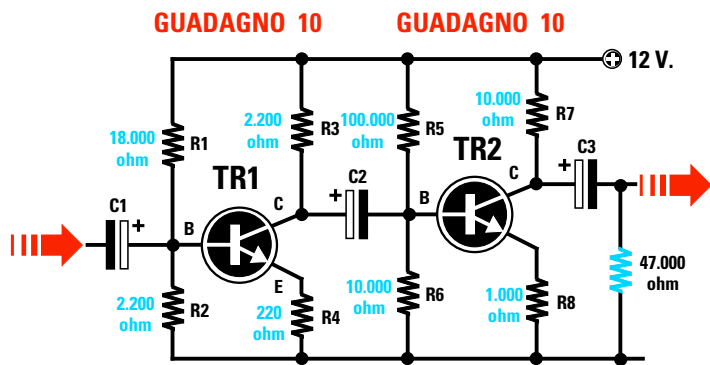 GUADAGNO 10
GUADAGNO 10
12 V.
18.000
ohm
R1
2.200
ohm
R3
100.000
ohm
R5
10.000
ohm
R7
TR1
TR2
C1
+
B
C
E
C2
+
B
C
C3
+
2.200
ohm
R2
220
ohm
R4
10.000
ohm
R6
1.000
ohm
R8
47.000
ohm